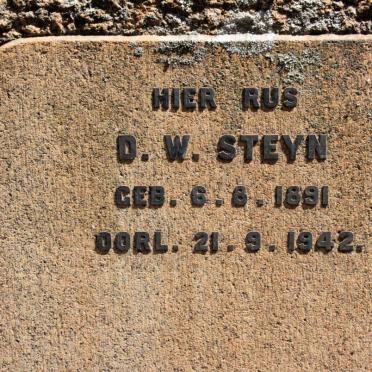 HIER RUS
D. W. STEYN
GEB. 6. 8. 1891
OORL. 21. 9. 1942.